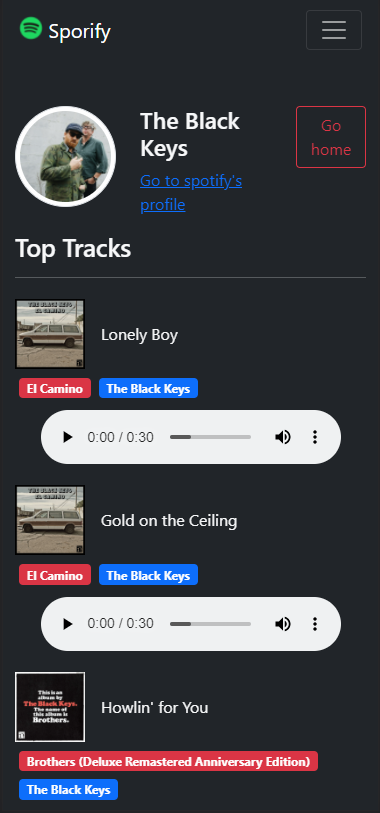 Sporify
The Black
Keys
Go
home
Go to spotify's
profile
Top Tracks
THE BLACK KEYS
EL CAMINO
Lonely Boy
El Camino
The Black Keys
0:00 / 0:30
THE BLACK KEYS
EL CAMINO
Gold on the Ceiling
El Camino
The Black Keys
0:00 / 0:30
This is an
album by
The Black Keys.
The name of
this album is
Brothers.
Howlin' for You
Brothers (Deluxe Remastered Anniversary Edition)
The Black Keys